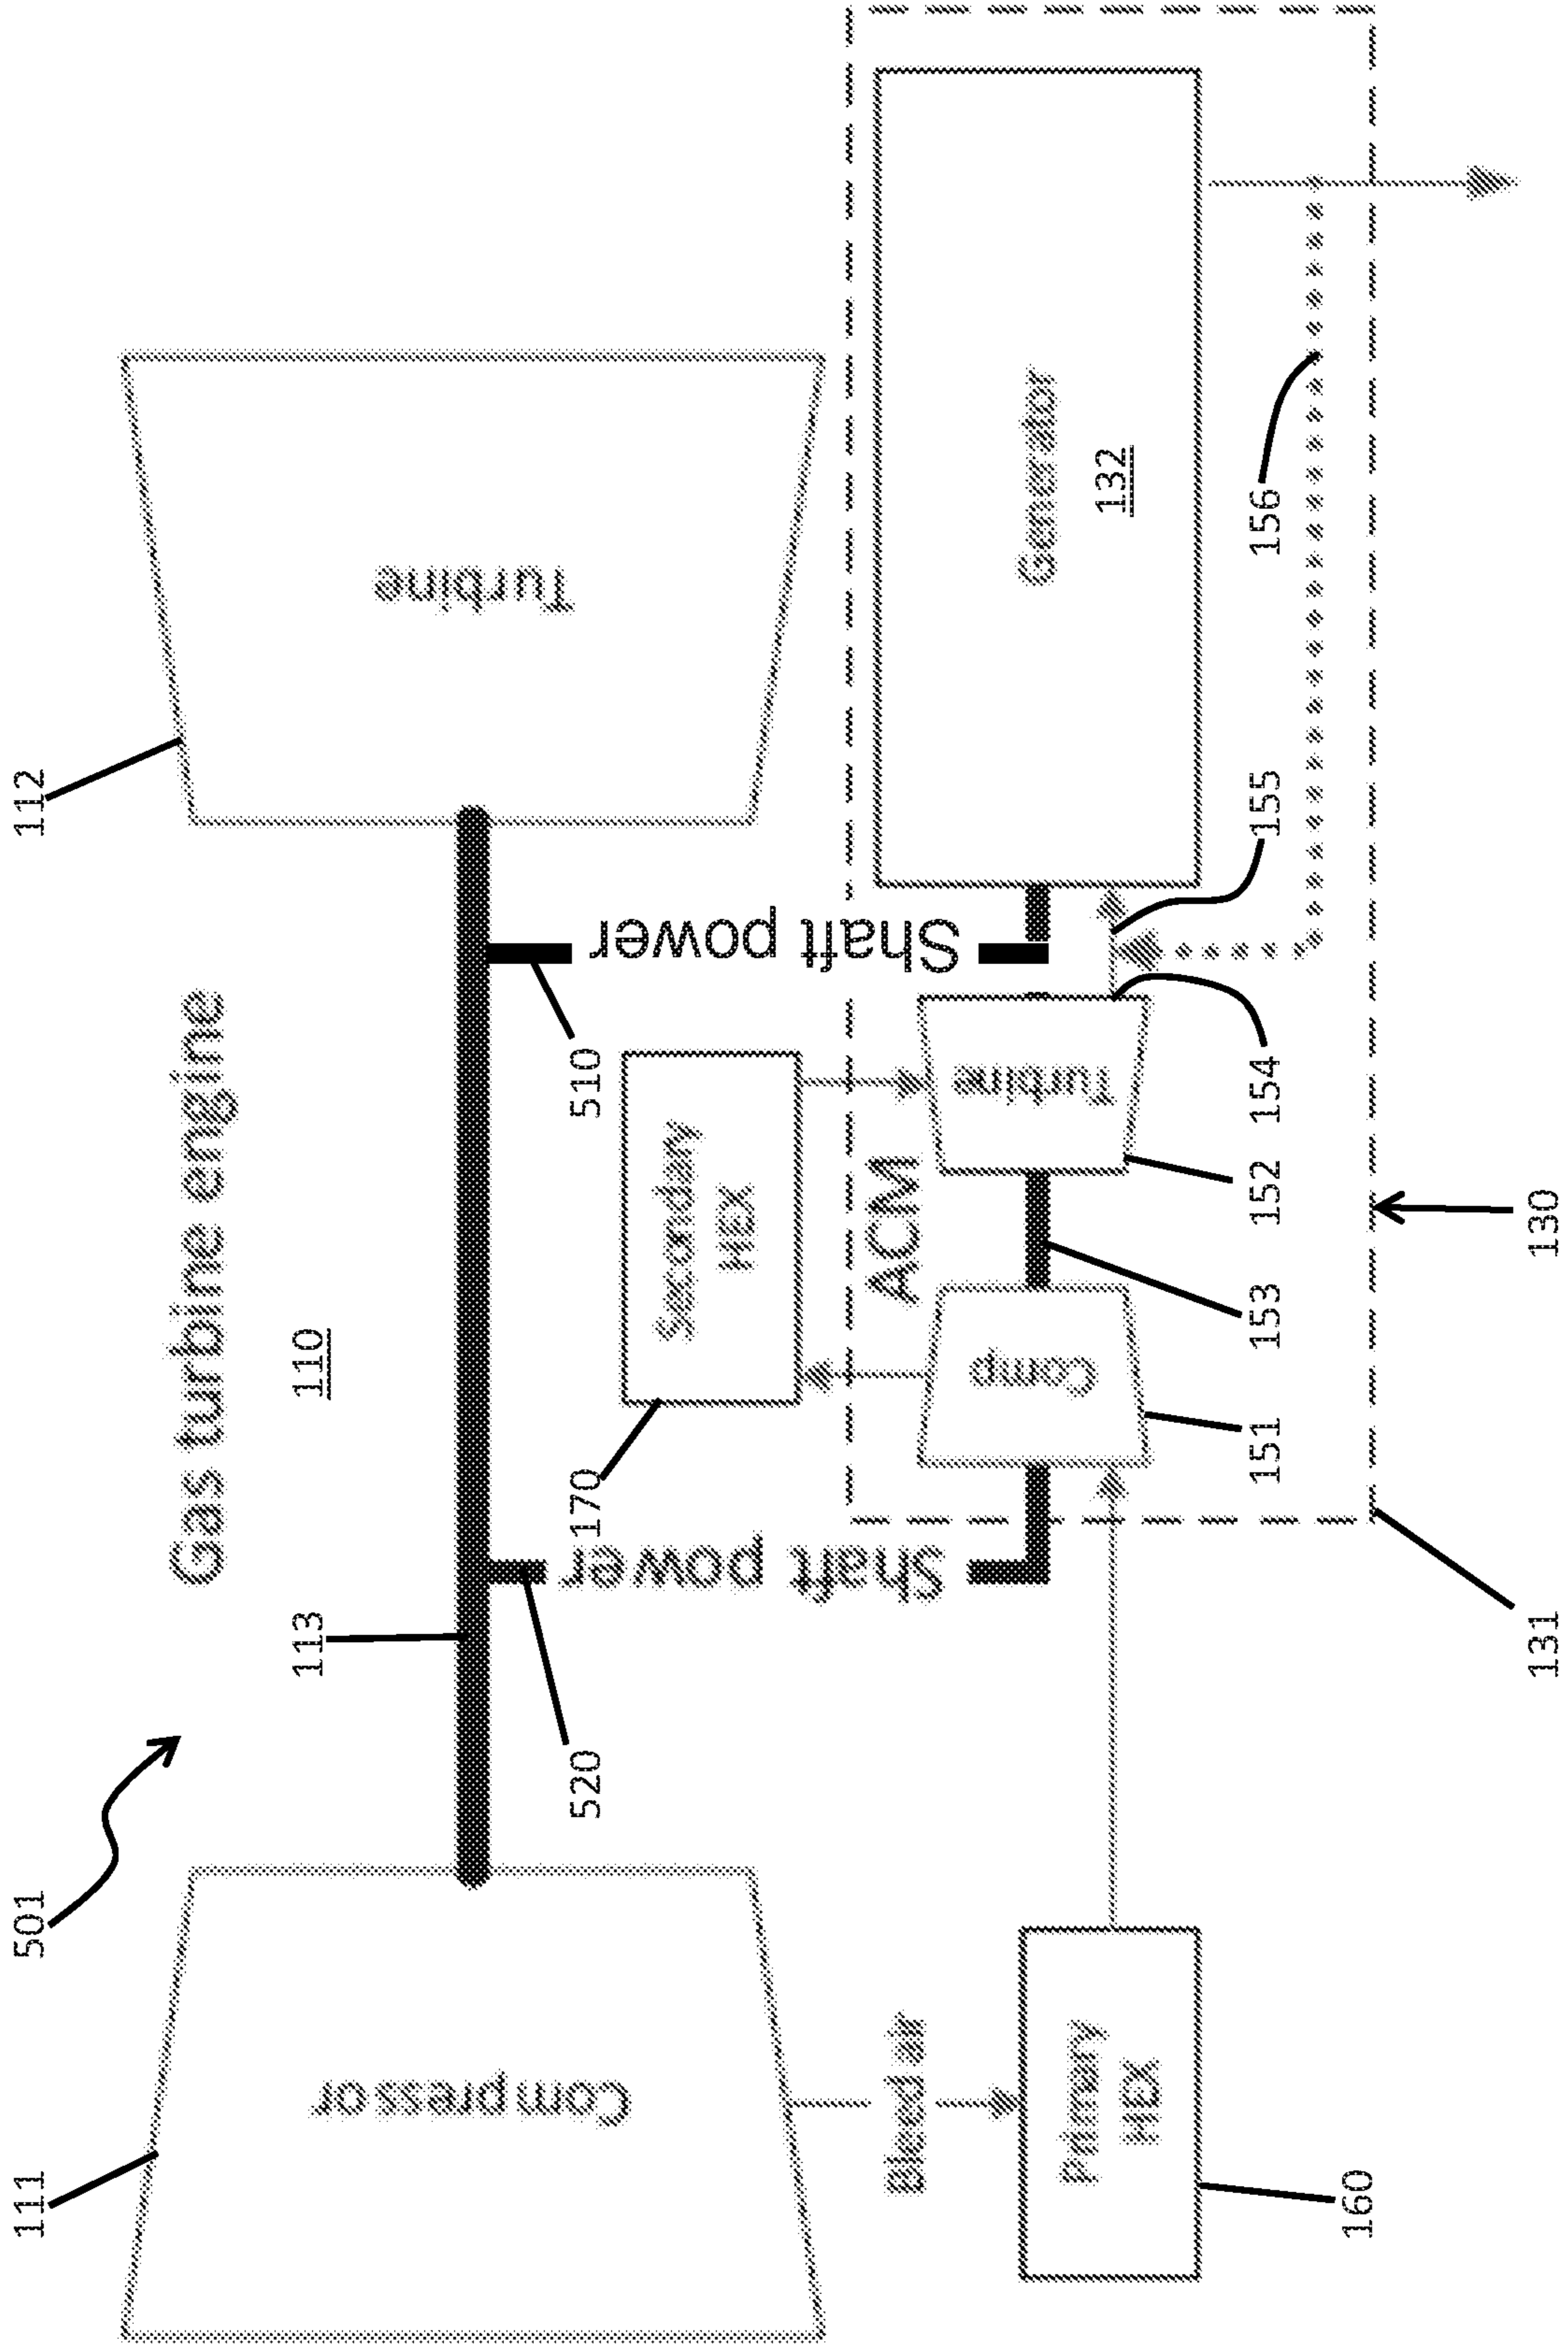 501
Gas turbine engine
110
111
Compressor
113
112
Turbine
520
Shaft power
510
Shaft power
170
Secondary
HEX
ACM
Bleed air
Primary
HEX
160
Comp
151
153
Turbine
152
154
155
Generator
132
156
131
130